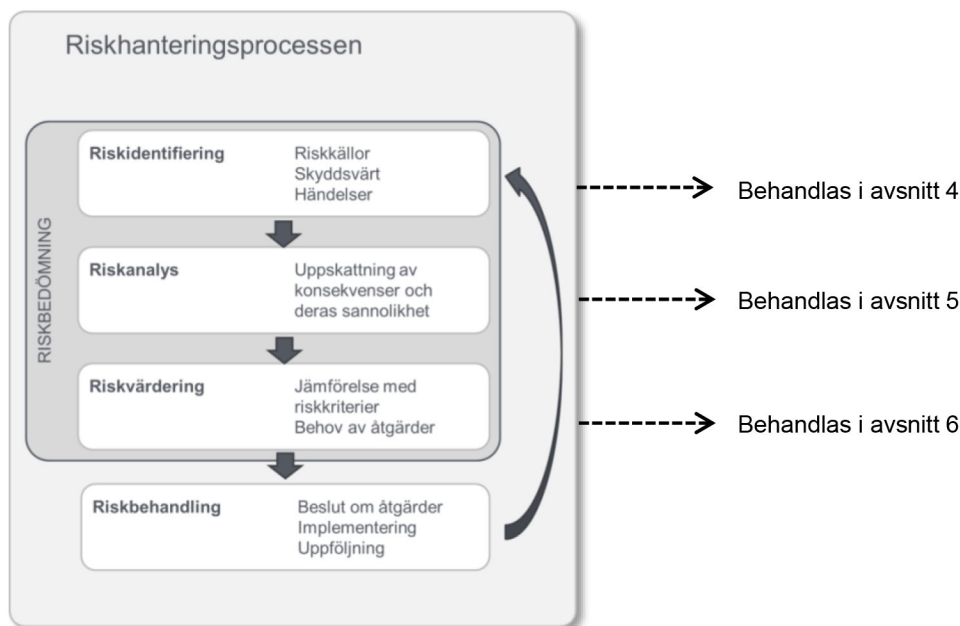 Riskhanteringsprocessen
RISKBEDÖMNING
Riskidentifiering
Riskkällor
Skyddsvärt
Händelser
Behandlas i avsnitt 4
Riskanalys
Uppskattning av
konsekvenser och
deras sannolikhet
Behandlas i avsnitt 5
Riskvärdering
Jämförelse med
riskkriterier
Behov av åtgärder
Behandlas i avsnitt 6
Riskbehandling
Beslut om åtgärder
Implementering
Uppföljning